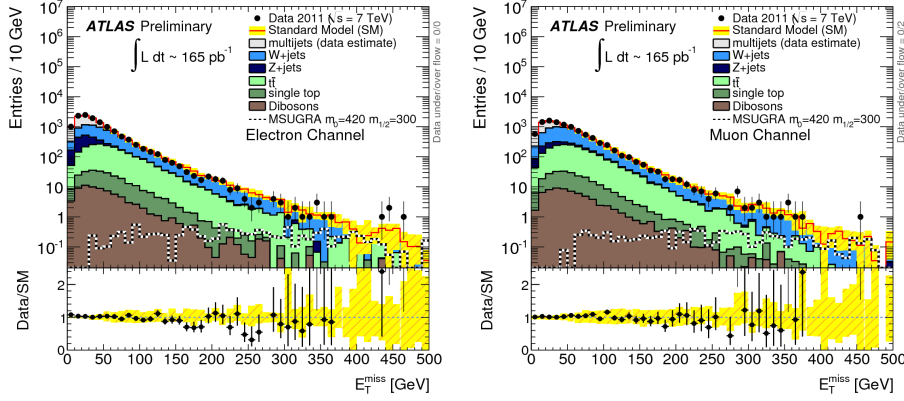 ATLAS Preliminary
∫ L dt ~ 165 pb⁻¹
Data 2011 (√s = 7 TeV)
Standard Model (SM)
multijets (data estimate)
W+jets
Z+jets
tt̄
single top
Dibosons
MSUGRA m₀=420 m₁/₂=300
Electron Channel
Entries / 10 GeV
10⁷
10⁶
10⁵
10⁴
10³
10²
10
1
10⁻¹
Data under/over flow = 0/0
Data/SM
2
1
0
0 50 100 150 200 250 300 350 400 450 500
E_T^miss [GeV]
ATLAS Preliminary
∫ L dt ~ 165 pb⁻¹
Data 2011 (√s = 7 TeV)
Standard Model (SM)
multijets (data estimate)
W+jets
Z+jets
tt̄
single top
Dibosons
MSUGRA m₀=420 m₁/₂=300
Muon Channel
Entries / 10 GeV
10⁷
10⁶
10⁵
10⁴
10³
10²
10
1
10⁻¹
Data under/over flow = 0/2
Data/SM
2
1
0
0 50 100 150 200 250 300 350 400 450 500
E_T^miss [GeV]